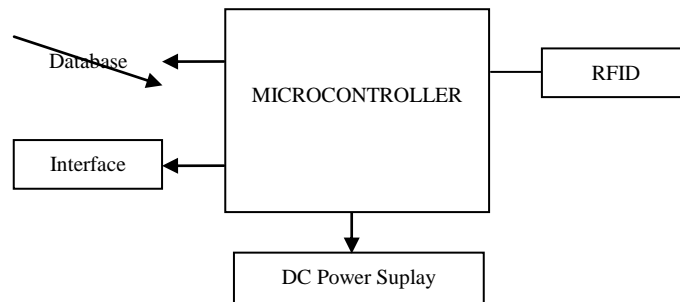 Database
MICROCONTROLLER
RFID
Interface
DC Power Suplay